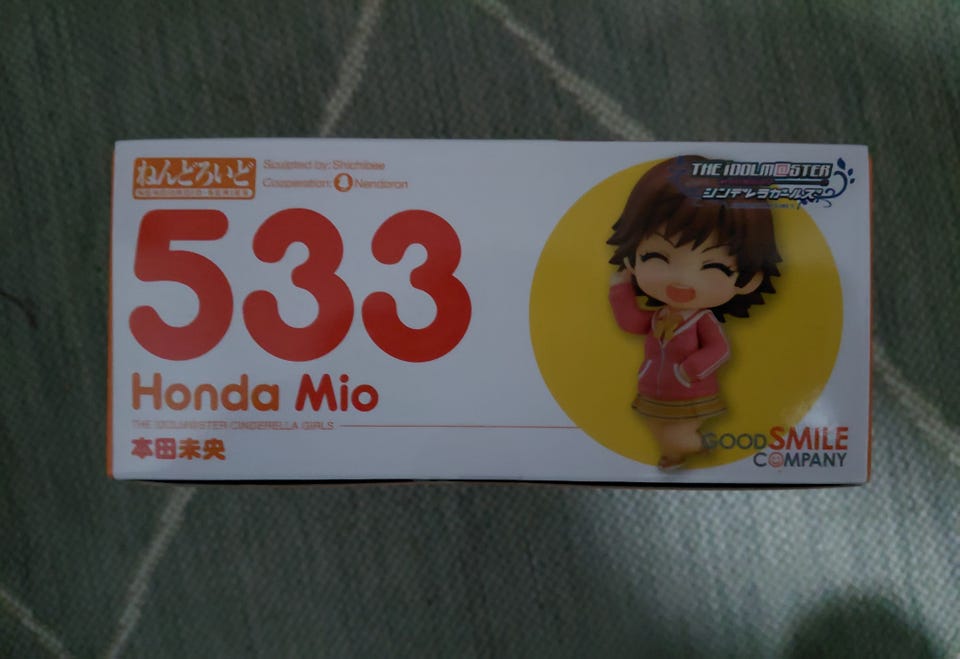 ねんどろいど
NENDOROID SERIES
Sculpted by: Shichibee
Cooperation: Nendoron
533
Honda Mio
THE IDOLM@STER CINDERELLA GIRLS
本田未央
THE iDOLM@STER
シンデレラガールズ
GOOD SMILE
COMPANY